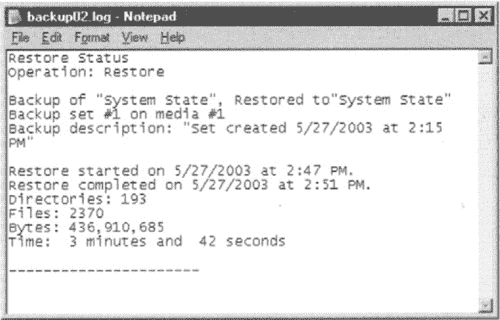 backup02.log - Notepad
File Edit Format View Help
Restore Status
Operation: Restore
Backup of "System State", Restored to"System State"
Backup set #1 on media #1
Backup description: "Set created 5/27/2003 at 2:15
PM"
Restore started on 5/27/2003 at 2:47 PM.
Restore completed on 5/27/2003 at 2:51 PM.
Directories: 193
Files: 2370
Bytes: 436,910,685
Time:  3 minutes and  42 seconds
----------------------